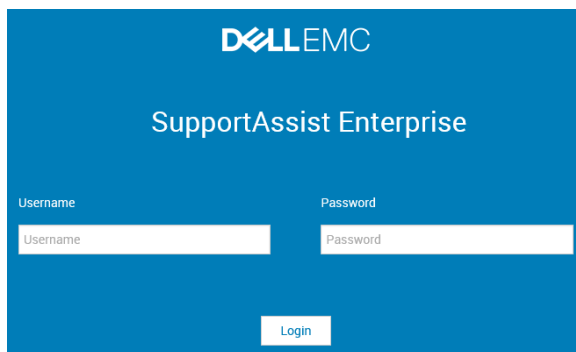 DELLEMC
SupportAssist Enterprise
Username
Password
Username
Password
Login